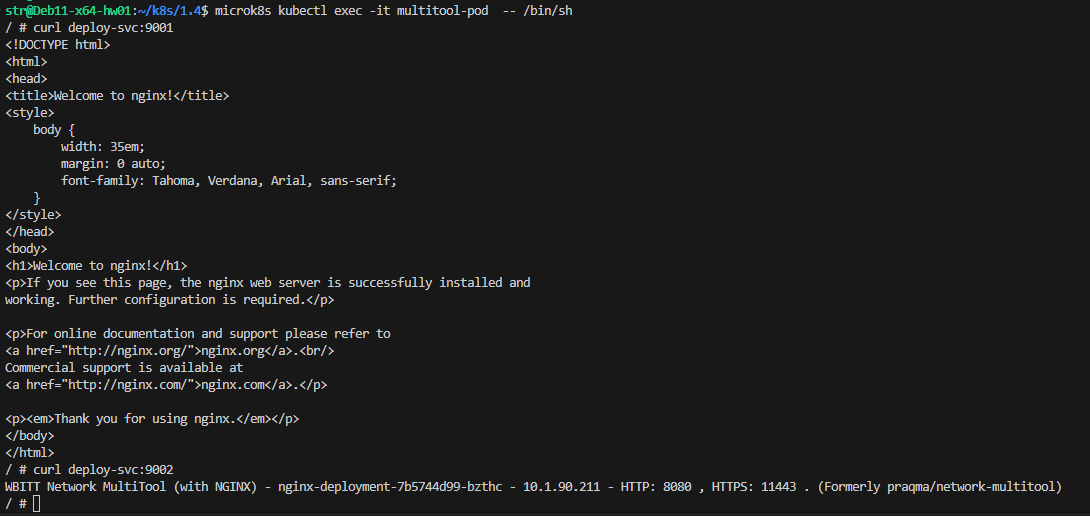 str@Deb11-x64-hw01:~/k8s/1.4$ microk8s kubectl exec -it multitool-pod  -- /bin/sh
/ # curl deploy-svc:9001
<!DOCTYPE html>
<html>
<head>
<title>Welcome to nginx!</title>
<style>
    body {
        width: 35em;
        margin: 0 auto;
        font-family: Tahoma, Verdana, Arial, sans-serif;
    }
</style>
</head>
<body>
<h1>Welcome to nginx!</h1>
<p>If you see this page, the nginx web server is successfully installed and
working. Further configuration is required.</p>

<p>For online documentation and support please refer to
<a href="http://nginx.org/">nginx.org</a>.<br/>
Commercial support is available at
<a href="http://nginx.com/">nginx.com</a>.</p>

<p><em>Thank you for using nginx.</em></p>
</body>
</html>
/ # curl deploy-svc:9002
WBITT Network MultiTool (with NGINX) - nginx-deployment-7b5744d99-bzthc - 10.1.90.211 - HTTP: 8080 , HTTPS: 11443 . (Formerly praqma/network-multitool)
/ #